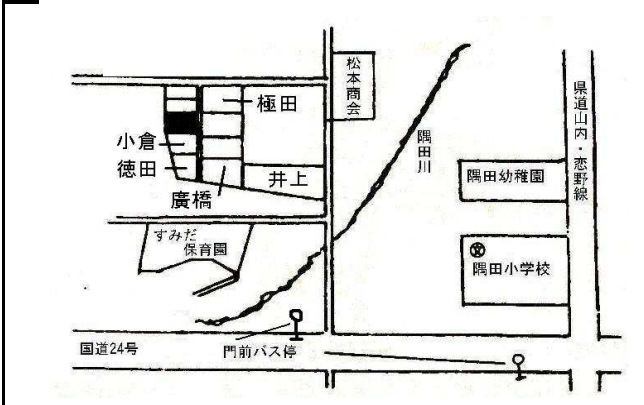 極田
松本商会
小倉
徳田
廣橋
井上
隅田川
県道山内・恋野線
隅田幼稚園
文
隅田小学校
すみだ
保育園
国道24号
門前バス停